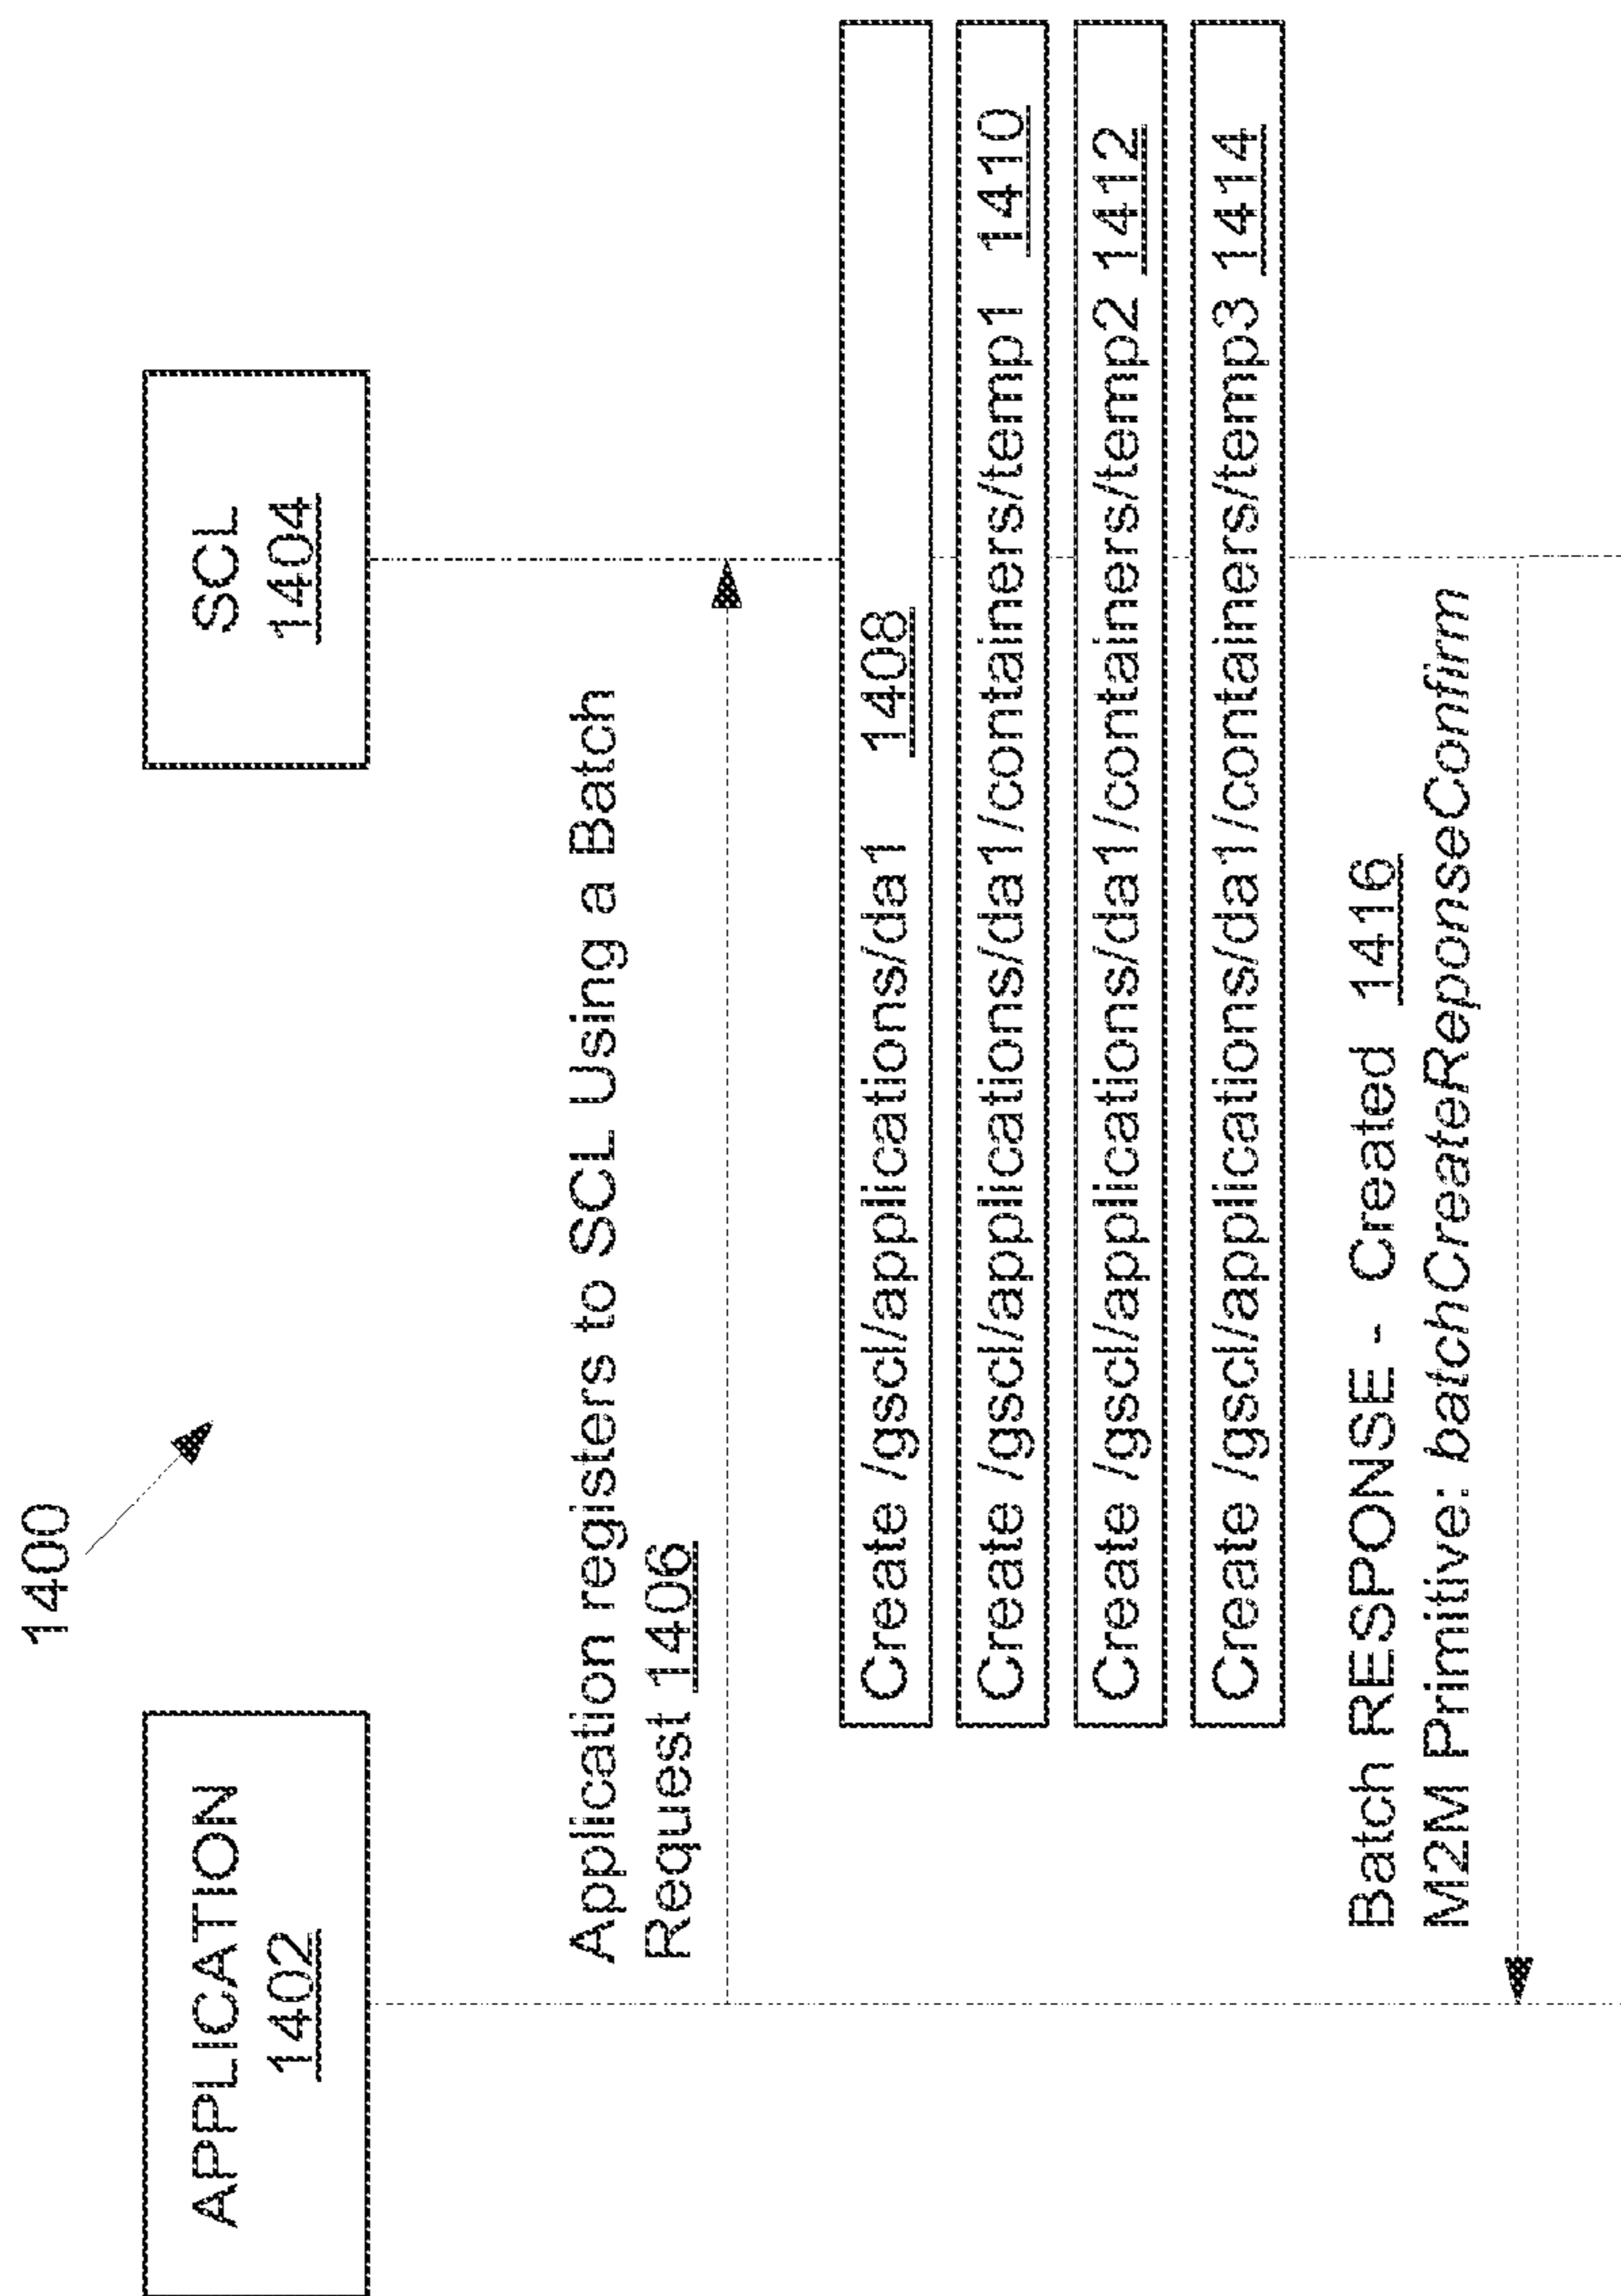 1400
APPLICATION
1402
SCL
1404
Application registers to SCL Using a Batch
Request 1406
Create /gscl/applications/da1 1408
Create /gscl/applications/da1/containers/temp1 1410
Create /gscl/applications/da1/containers/temp2 1412
Create /gscl/applications/da1/containers/temp3 1414
Batch RESPONSE - Created 1416
M2M Primitive: batchCreateReponseConfirm